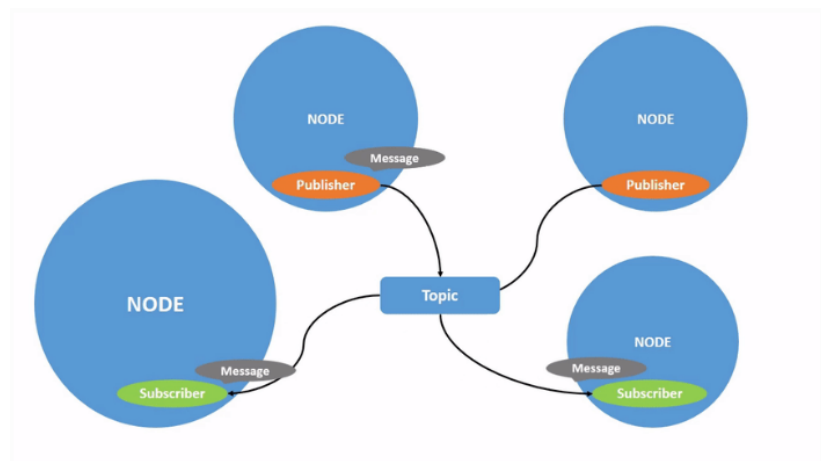 NODE
NODE
Message
Publisher
Publisher
NODE
Topic
NODE
Message
Subscriber
Message
Subscriber